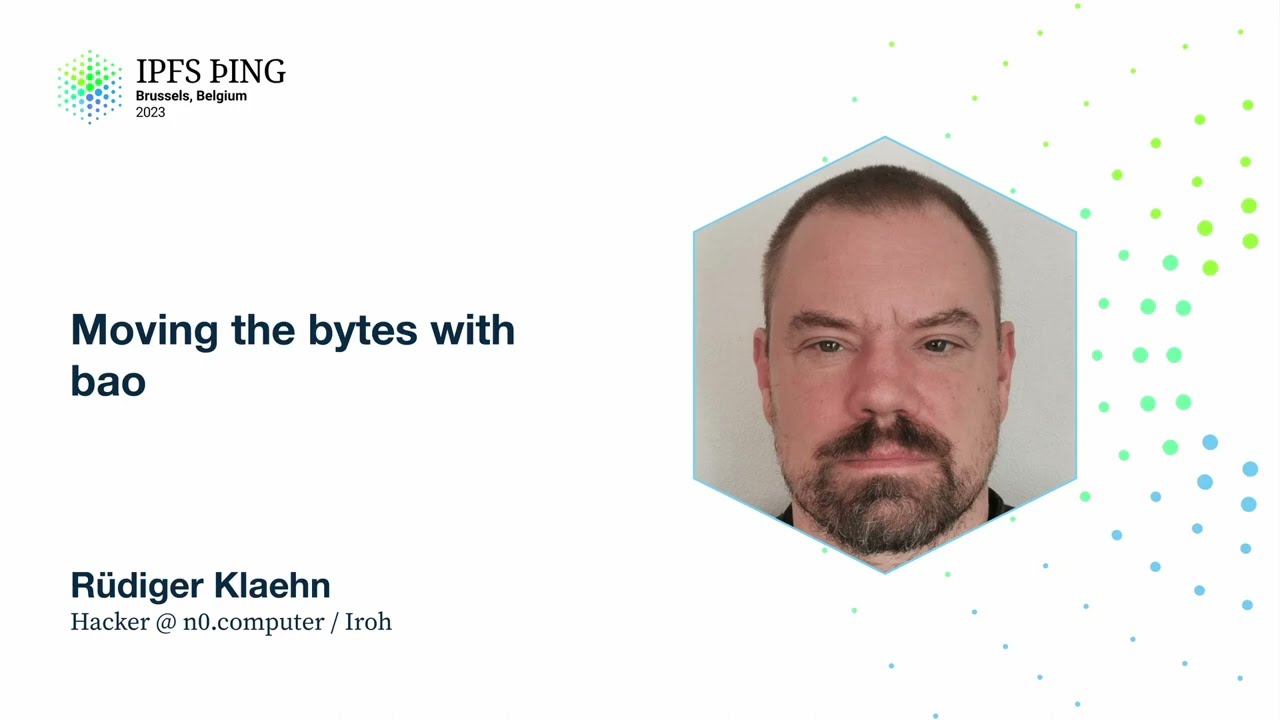 IPFS ÞING
Brussels, Belgium
2023
Moving the bytes with
bao
Rüdiger Klaehn
Hacker @ n0.computer / Iroh